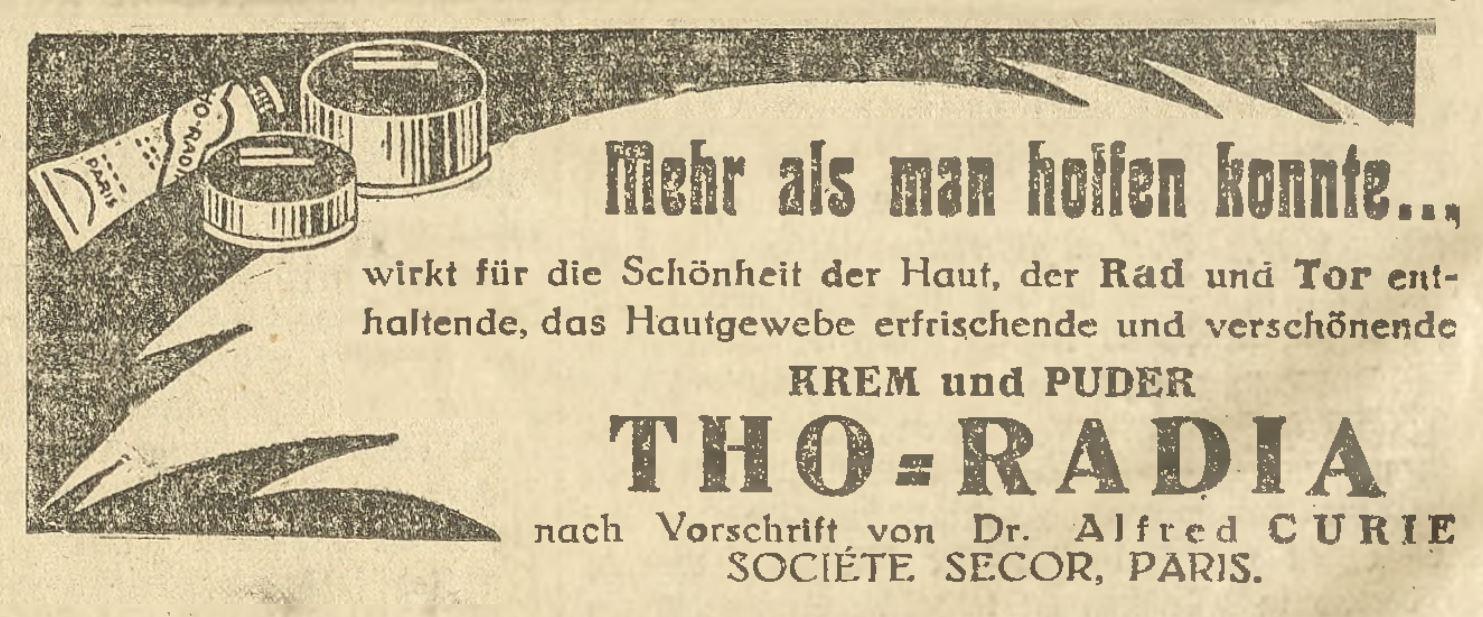 THO-RADI
PARIS
Mehr als man hoffen konnte...,
wirkt für die Schönheit der Haut, der Rad und Tor ent-
haltende, das Hautgewebe erfrischende und verschönende
KREM und PUDER
THO-RADIA
nach Vorschrift von Dr. Alfred CURIE
SOCIÉTE SECOR, PARIS.